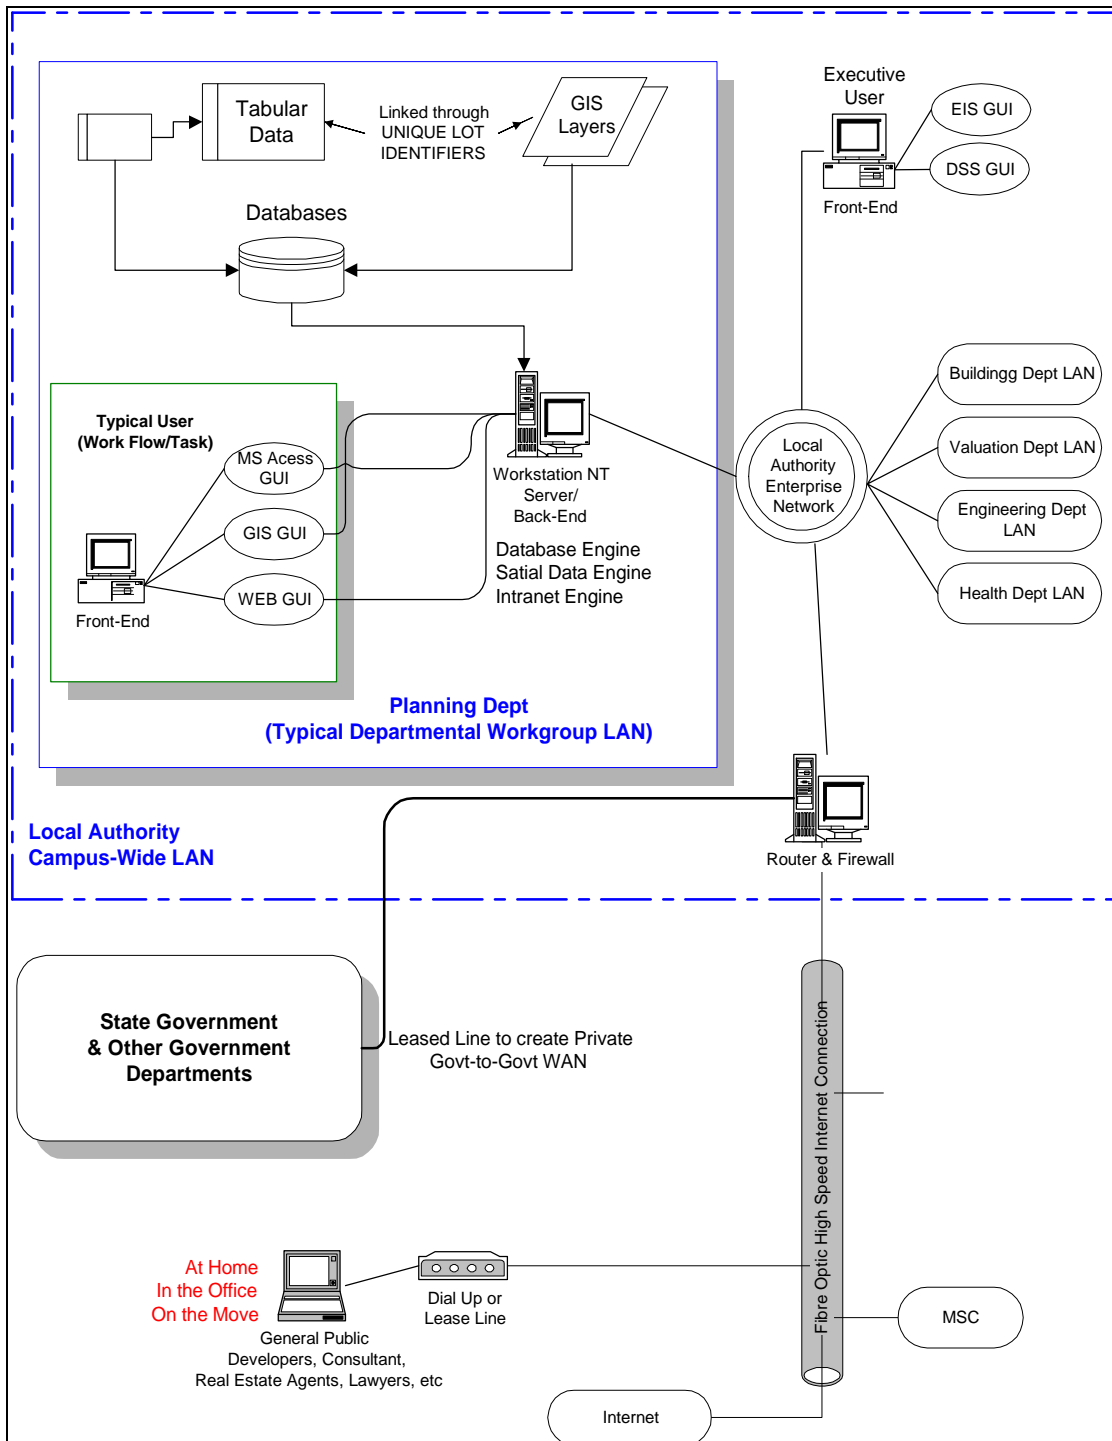 Tabular
Data
Linked through
UNIQUE LOT
IDENTIFIERS
GIS
Layers
Databases
Executive
User
EIS GUI
DSS GUI
Front-End
Typical User
(Work Flow/Task)
MS Acess
GUI
GIS GUI
WEB GUI
Front-End
Workstation NT
Server/
Back-End
Database Engine
Satial Data Engine
Intranet Engine
Local
Authority
Enterprise
Network
Buildingg Dept LAN
Valuation Dept LAN
Engineering Dept
LAN
Health Dept LAN
Planning Dept
(Typical Departmental Workgroup LAN)
Local Authority
Campus-Wide LAN
Router & Firewall
State Government
& Other Government
Departments
Leased Line to create Private
Govt-to-Govt WAN
Fibre Optic High Speed Internet Connection
At Home
In the Office
On the Move
Dial Up or
Lease Line
General Public
Developers, Consultant,
Real Estate Agents, Lawyers, etc
MSC
Internet